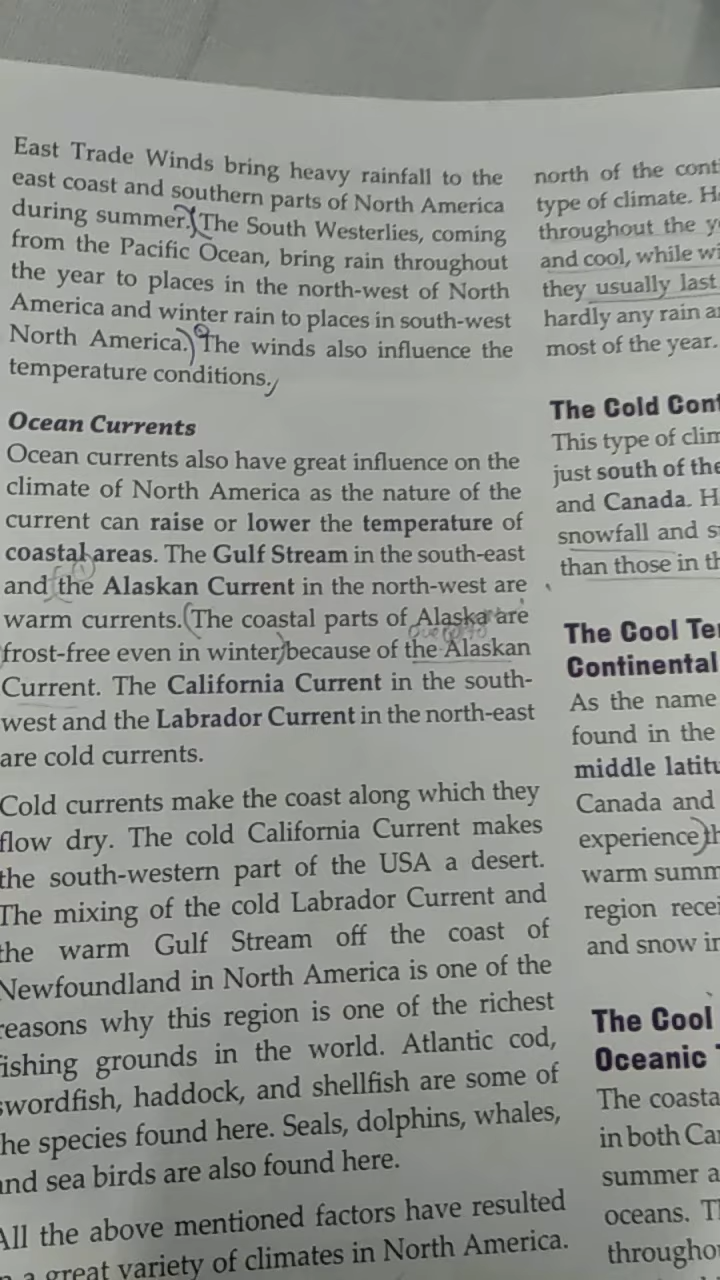 East Trade Winds bring heavy rainfall to the
east coast and southern parts of North America
during summer. The South Westerlies, coming
from the Pacific Ocean, bring rain throughout
the year to places in the north-west of North
America and winter rain to places in south-west
North America. The winds also influence the
temperature conditions.
Ocean Currents
Ocean currents also have great influence on the
climate of North America as the nature of the
current can raise or lower the temperature of
coastal areas. The Gulf Stream in the south-east
and the Alaskan Current in the north-west are
warm currents. The coastal parts of Alaska are
frost-free even in winter because of the Alaskan
Current. The California Current in the south-
west and the Labrador Current in the north-east
are cold currents.
Cold currents make the coast along which they
flow dry. The cold California Current makes
the south-western part of the USA a desert.
The mixing of the cold Labrador Current and
the warm Gulf Stream off the coast of
Newfoundland in North America is one of the
reasons why this region is one of the richest
fishing grounds in the world. Atlantic cod,
swordfish, haddock, and shellfish are some of
the species found here. Seals, dolphins, whales,
and sea birds are also found here.
All the above mentioned factors have resulted
a great variety of climates in North America.
north of the
type of climate.
throughout the
and cool, while
they usually last
hardly any rain
most of the year.
The Cold
This type of
just south of the
and Canada.
snowfall and
than those in
The Cool
Continental
As the name
found in the
middle
Canada and
experience
warm
region
and snow
The Cool
Oceanic
The
in both
summer
oceans.